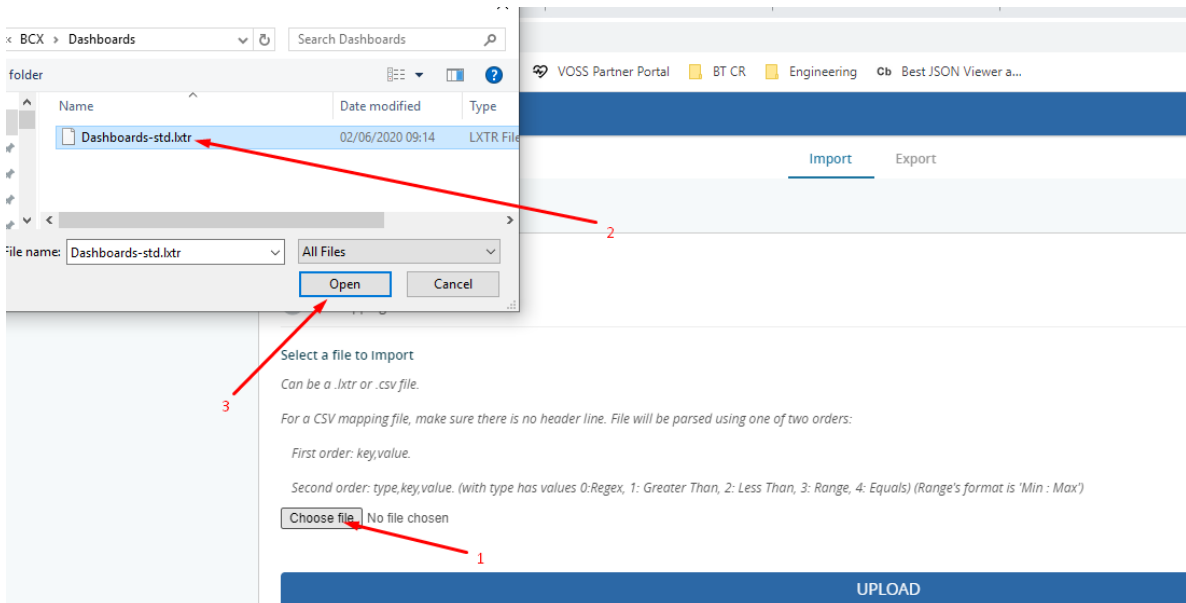 « BCX > Dashboards
Search Dashboards
folder
VOSS Partner Portal
BT CR
Engineering
Cb Best JSON Viewer a...
Name
Date modified
Type
Dashboards-std.lxtr
02/06/2020 09:14
LXTR File
Import
Export
2
File name:
Dashboards-std.lxtr
All Files
Open
Cancel
Select a file to import
3
Can be a .lxtr or .csv file.
For a CSV mapping file, make sure there is no header line. File will be parsed using one of two orders:
First order: key,value.
Second order: type,key,value. (with type has values 0:Regex, 1: Greater Than, 2: Less Than, 3: Range, 4: Equals) (Range's format is 'Min : Max')
Choose file No file chosen
1
UPLOAD